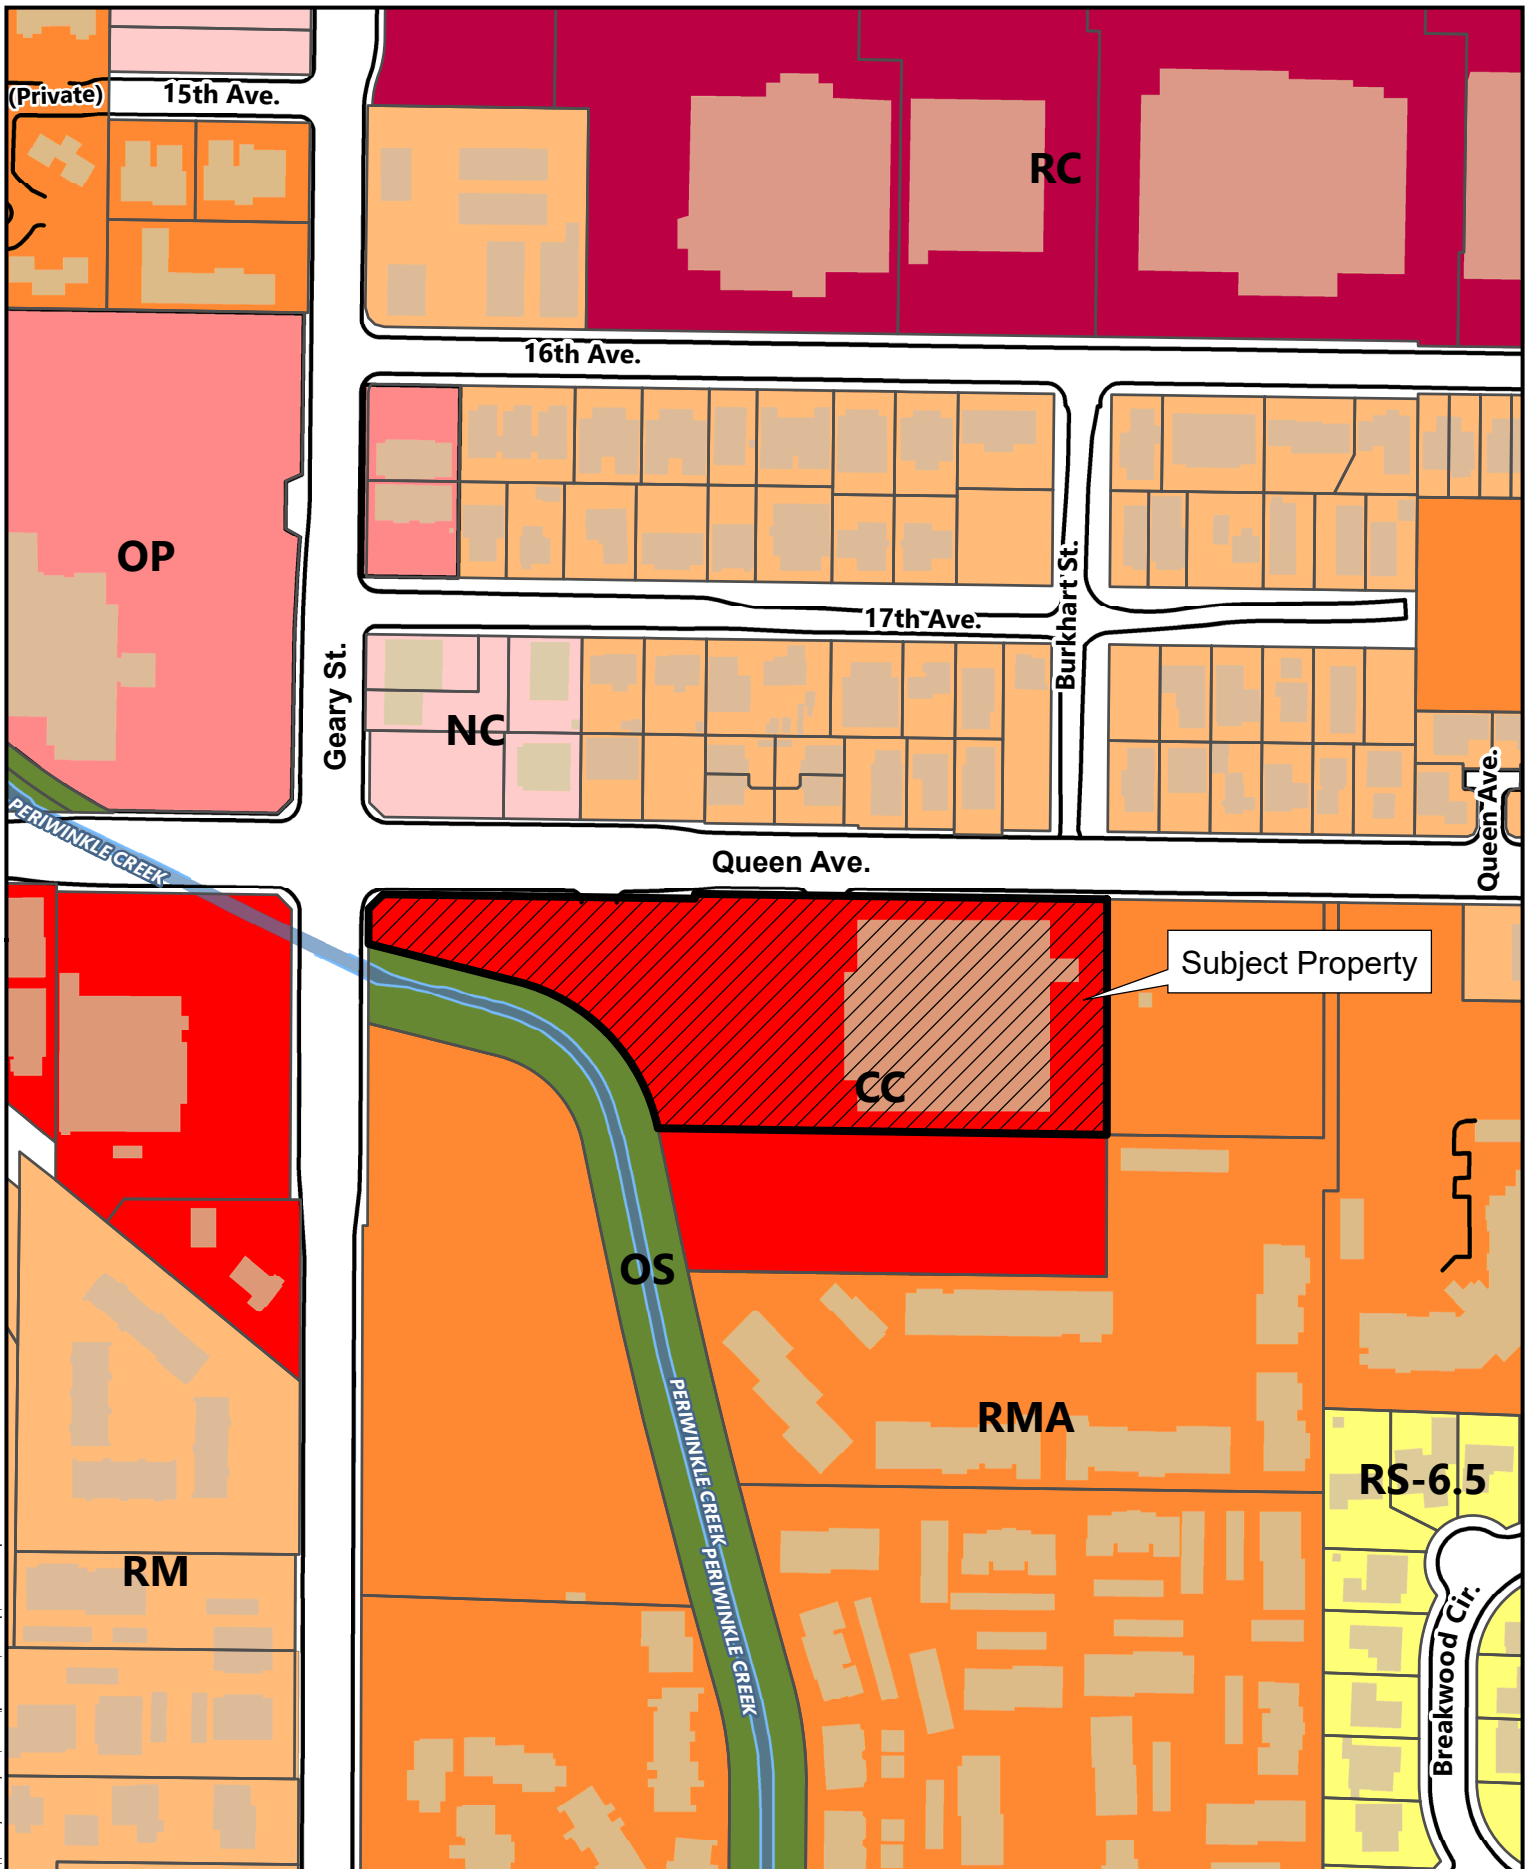 (Private)
15th Ave.
RC
16th Ave.
OP
Burkhart St.
17th Ave.
Geary St.
NC
Queen Ave.
PERIWINKLE CREEK
Queen Ave.
Subject Property
CC
OS
PERIWINKLE CREEK
RMA
RS-6.5
PERIWINKLE CREEK
RM
Breakwood Cir.